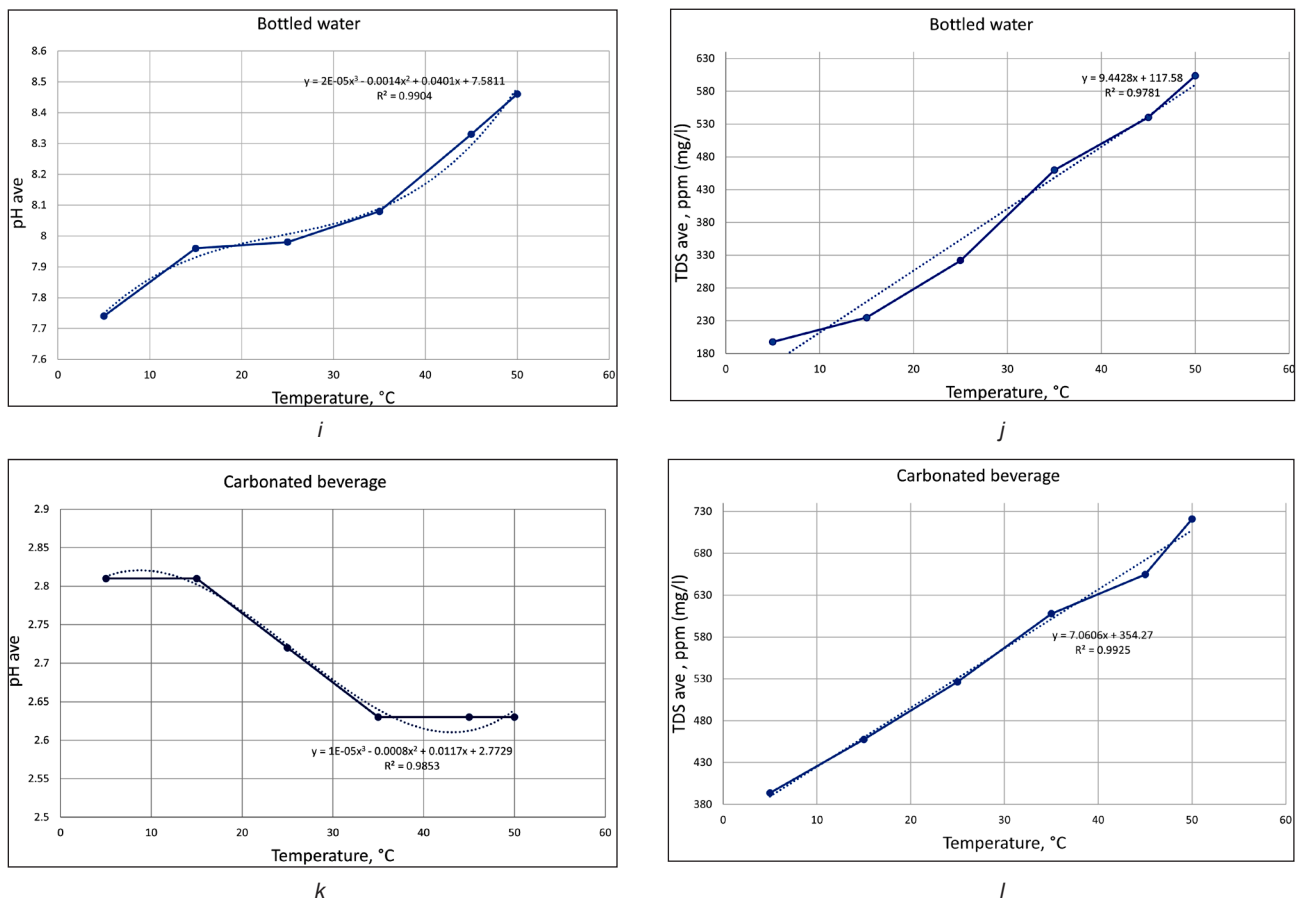 Bottled water
8.6
8.5
8.4
8.3
8.2
8.1
8
7.9
7.8
7.7
7.6
y = 2E-05x³ - 0.0014x² + 0.0401x + 7.5811
R² = 0.9904
pH ave
0 10 20 30 40 50 60
Temperature, °C
i
Bottled water
630
580
530
480
430
380
330
280
230
180
y = 9.4428x + 117.58
R² = 0.9781
TDS ave , ppm (mg/l)
0 10 20 30 40 50 60
Temperature, °C
j
Carbonated beverage
2.9
2.85
2.8
2.75
2.7
2.65
2.6
2.55
2.5
y = 1E-05x³ - 0.0008x² + 0.0117x + 2.7729
R² = 0.9853
pH ave
0 10 20 30 40 50 60
Temperature, °C
k
Carbonated beverage
730
680
630
580
530
480
430
380
y = 7.0606x + 354.27
R² = 0.9925
TDS ave , ppm (mg/l)
0 10 20 30 40 50 60
Temperature, °C
l